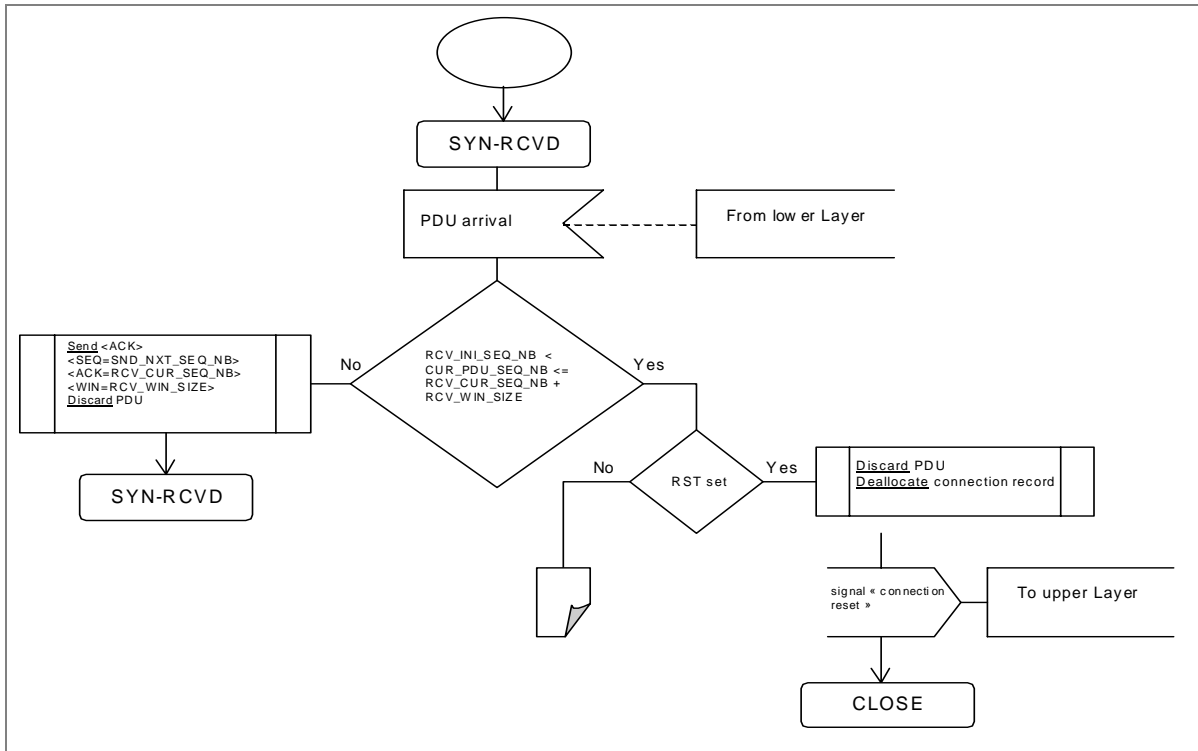 SYN-RCVD
PDU arrival
From lower Layer
RCV_INI_SEQ_NB <
CUR_PDU_SEQ_NB <=
RCV_CUR_SEQ_NB +
RCV_WIN_SIZE
No
Yes
Send <ACK>
<SEQ=SND_NXT_SEQ_NB>
<ACK=RCV_CUR_SEQ_NB>
<WIN=RCV_WIN_SIZE>
Discard PDU
SYN-RCVD
RST set
No
Yes
Discard PDU
Deallocate connection record
signal « connection
reset »
To upper Layer
CLOSE